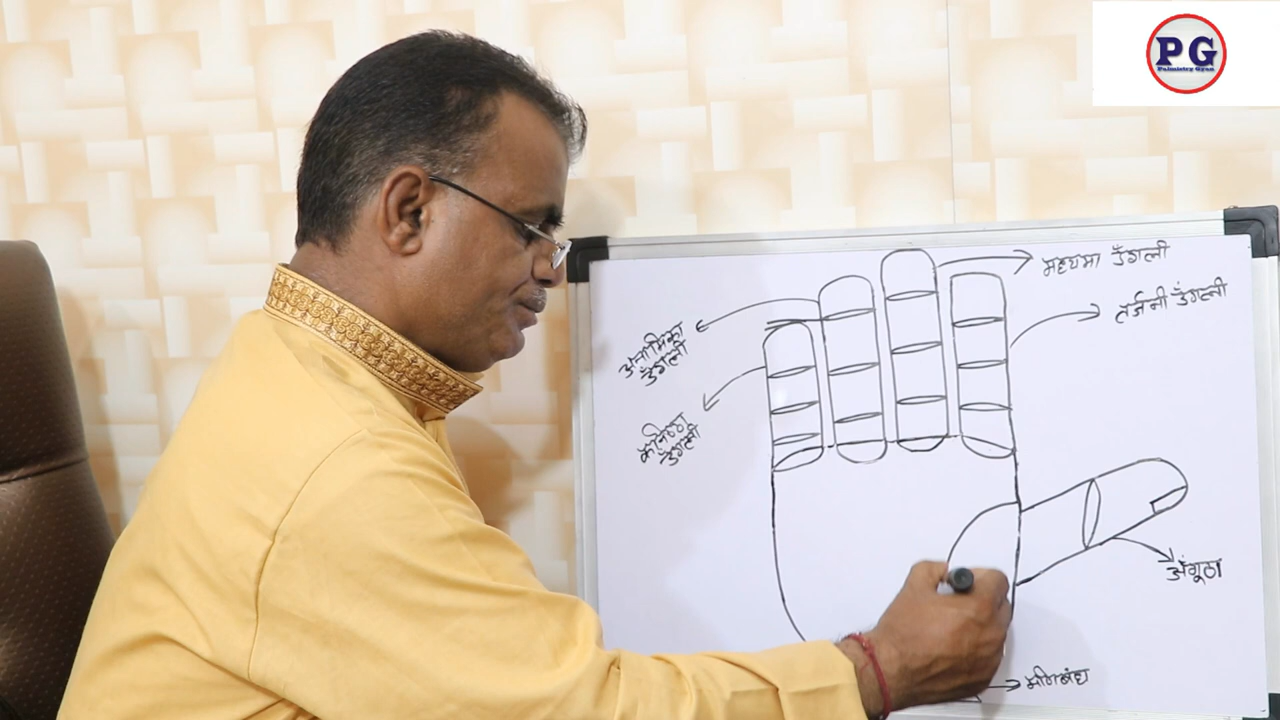 PG
Palmistry Gyan
मध्यमा उँगली
तर्जनी उँगली
अनामिका
उँगली
कनिष्ठा
उँगली
अँगूठा
मणिबंध